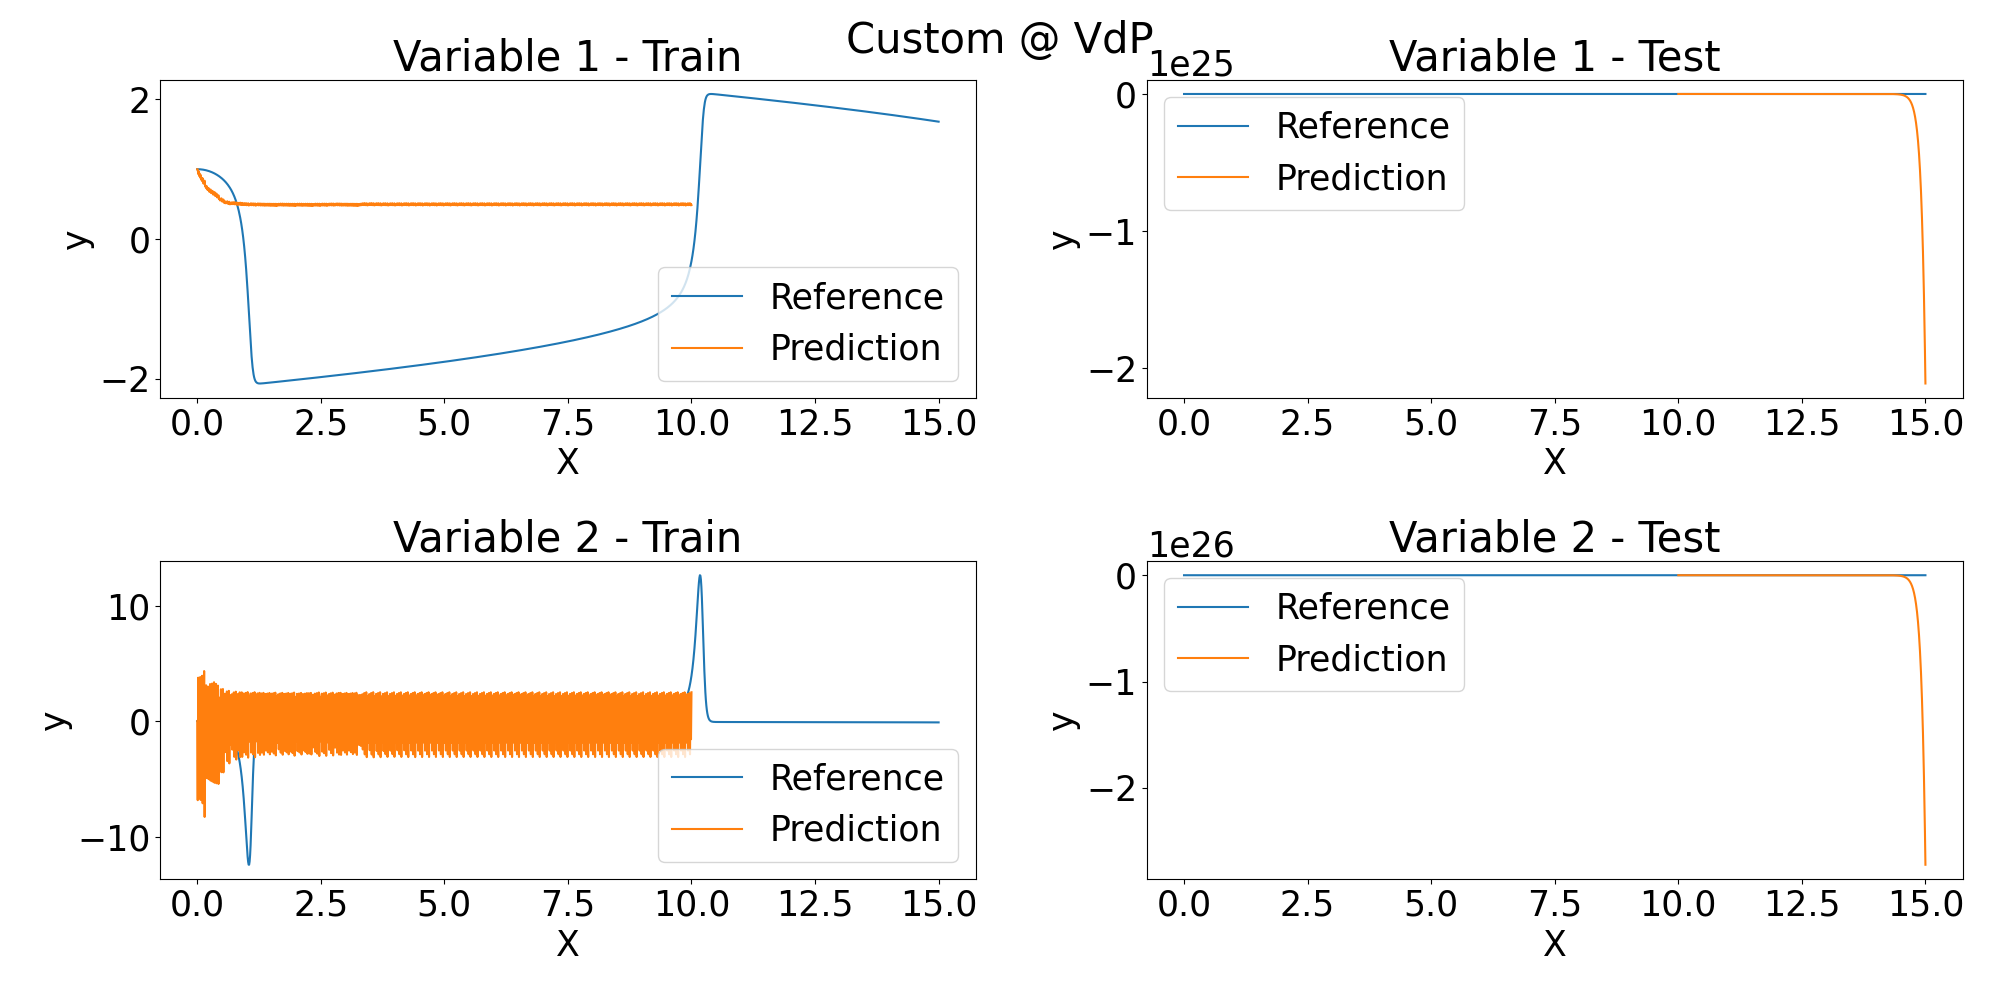 Custom @ VdP
Variable 1 - Train
2
0
−2
y
Reference
Prediction
0.0 2.5 5.0 7.5 10.0 12.5 15.0
X
Variable 1 - Test
1e25
0
−1
−2
y
Reference
Prediction
0.0 2.5 5.0 7.5 10.0 12.5 15.0
X
Variable 2 - Train
10
0
−10
y
Reference
Prediction
0.0 2.5 5.0 7.5 10.0 12.5 15.0
X
Variable 2 - Test
1e26
0
−1
−2
y
Reference
Prediction
0.0 2.5 5.0 7.5 10.0 12.5 15.0
X